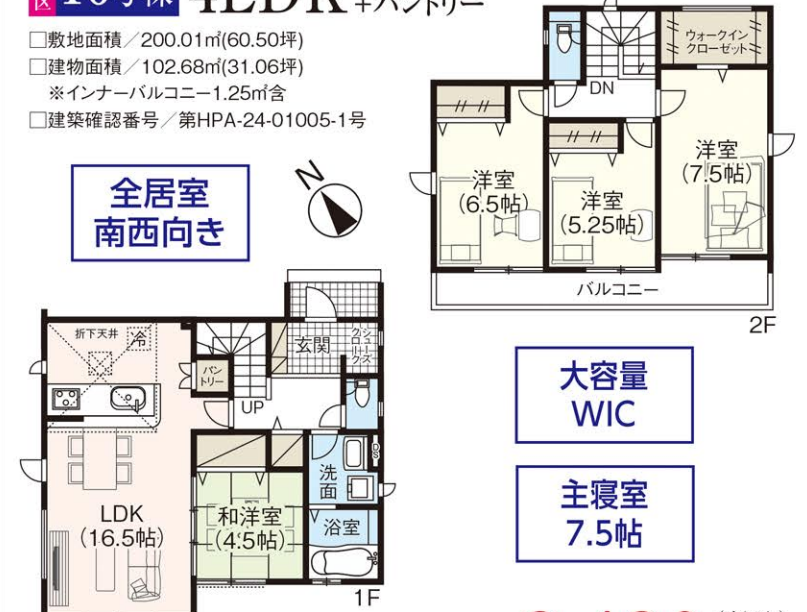 区 10号棟 4LDK+パントリー
□敷地面積／200.01㎡(60.50坪)
□建物面積／102.68㎡(31.06坪)
※インナーバルコニー1.25㎡含
□建築確認番号／第HPA-24-01005-1号
全居室
南西向き
N
ウォークイン
クローゼット
DN
洋室
(6.5帖)
洋室
(5.25帖)
洋室
(7.5帖)
バルコニー
2F
折下天井
冷
パン
トリー
玄関
シューズ
クローク
UP
DS
洗面
LDK
(16.5帖)
和洋室
(4.5帖)
浴室
1F
大容量
WIC
主寝室
7.5帖